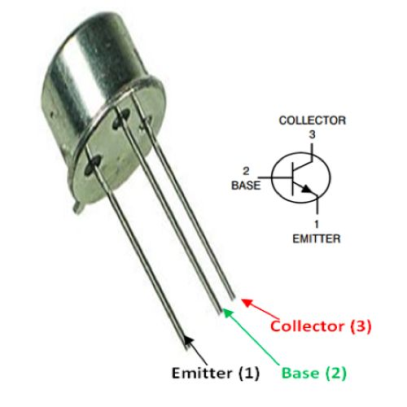 COLLECTOR
3
2
BASE
1
EMITTER
Collector (3)
Emitter (1) Base (2)